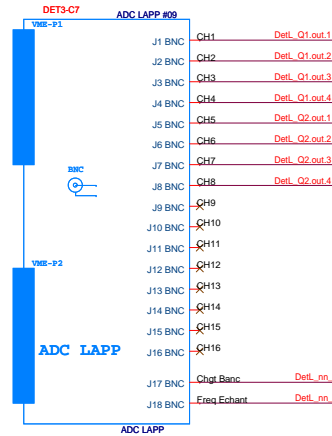 DET3-C7
ADC LAPP #09
VME-P1
J1 BNC CH1 DetL_Q1.out.1
J2 BNC CH2 DetL_Q1.out.2
J3 BNC CH3 DetL_Q1.out.3
J4 BNC CH4 DetL_Q1.out.4
J5 BNC CH5 DetL_Q2.out.1
J6 BNC CH6 DetL_Q2.out.2
J7 BNC CH7 DetL_Q2.out.3
BNC
J8 BNC CH8 DetL_Q2.out.4
J9 BNC CH9
J10 BNC CH10
J11 BNC CH11
VME-P2
J12 BNC CH12
J13 BNC CH13
J14 BNC CH14
J15 BNC CH15
ADC LAPP
J16 BNC CH16
J17 BNC Chgt Banc DetL_nn_
J18 BNC Freq Echant DetL_nn_
ADC LAPP